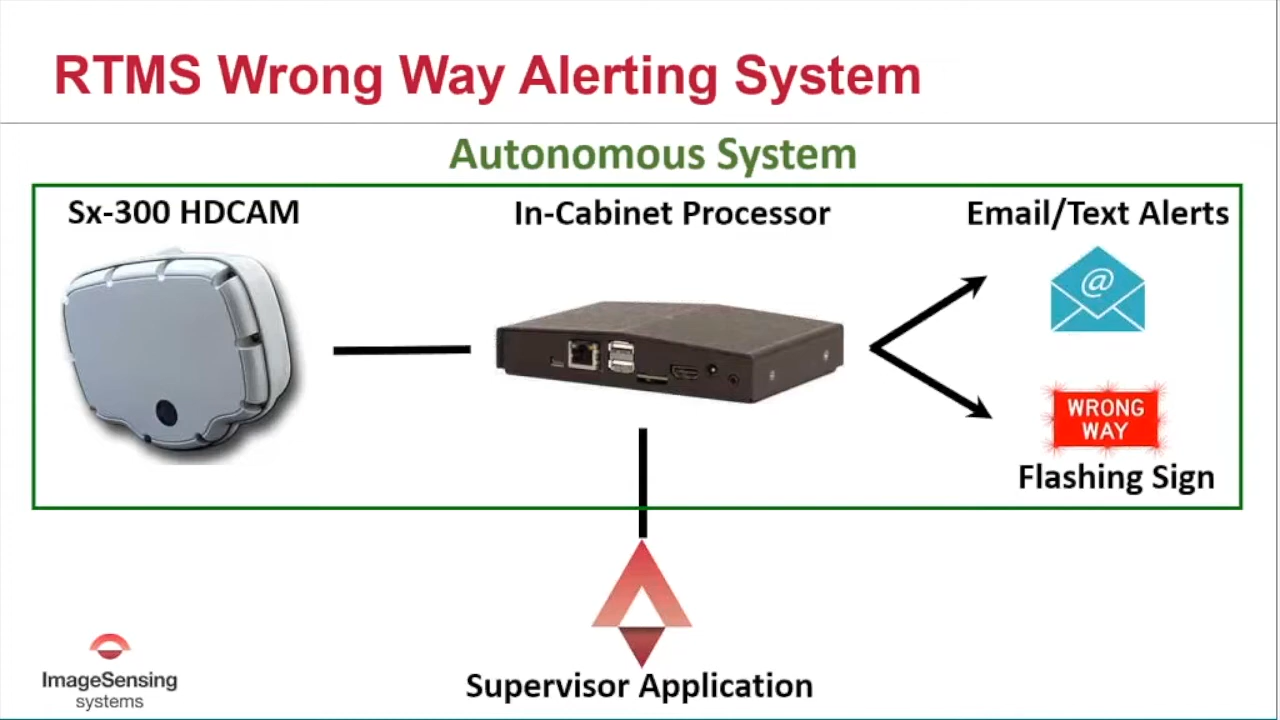 RTMS Wrong Way Alerting System
Autonomous System
Sx-300 HDCAM
In-Cabinet Processor
Email/Text Alerts
@
WRONG
WAY
Flashing Sign
Supervisor Application
ImageSensing
systems